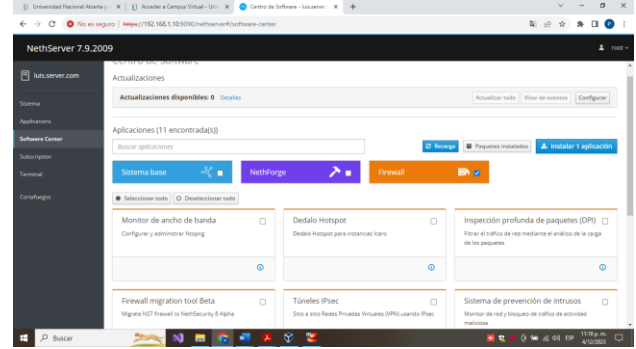 Universidad Nacional Abierta y
Acceder a Campus Virtual - Uni
Centro de Software - luis.server
No es seguro | https://192.168.1.10:9090/nethserver#/software-center
NethServer 7.9.2009
root
luis.server.com
Sistema
Applications
Software Center
Subscription
Terminal
Cortafuegos
Centro de Software
Actualizaciones
Actualizaciones disponibles: 0 Detalles
Actualizar todo
Visor de eventos
Configurar
Aplicaciones (11 encontrada(s))
Buscar aplicaciones
Recarga
Paquetes instalados
Instalar 1 aplicación
Sistema base
NethForge
Firewall
Seleccionar todo
Deseleccionar todo
Monitor de ancho de banda
Configurar y administrar Ntopng
Dedalo Hotspot
Dedalo Hotspot para instancias Icaro
Inspección profunda de paquetes (DPI)
Filtrar el tráfico de red mediante el análisis de la carga
de los paquetes
Firewall migration tool Beta
Migrate NS7 firewall to NethSecurity 8 Alpha
Túneles IPsec
Sitio a sitio Redes Privadas Virtuales (VPN) usando IPsec
Sistema de prevención de intrusos
Monitor de red y bloqueo de tráfico de actividad
maliciosa
Buscar
ESP
11:18 p. m.
4/12/2023